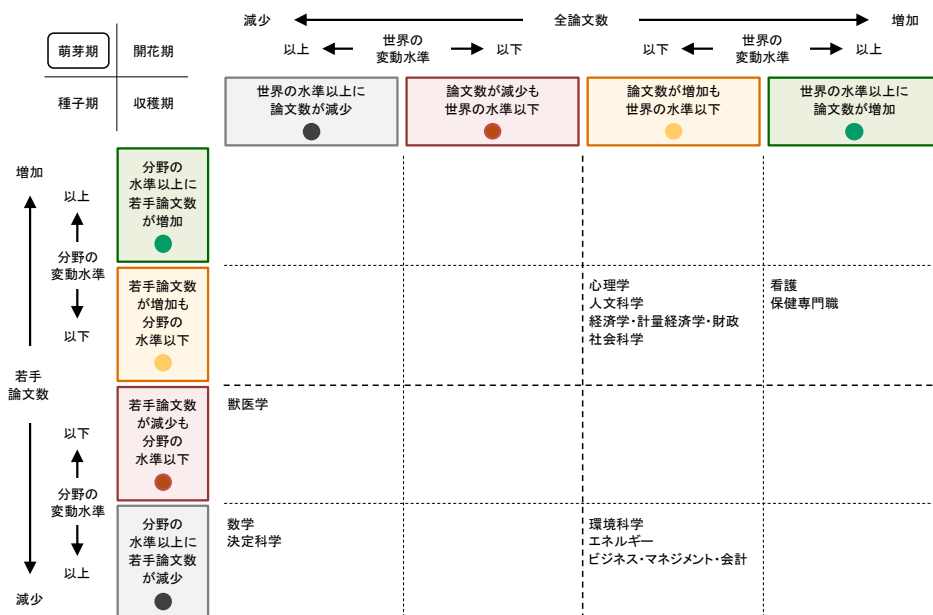 減少
全論文数
増加
以上
世界の
変動水準
以下
以下
世界の
変動水準
以上
萌芽期
開花期
種子期
収穫期
世界の水準以上に
論文数が減少
論文数が減少も
世界の水準以下
論文数が増加も
世界の水準以下
世界の水準以上に
論文数が増加
増加
以上
分野の
変動水準
以下
若手
論文数
以下
分野の
変動水準
以上
減少
分野の
水準以上に
若手論文数
が増加
若手論文数
が増加も
分野の
水準以下
心理学
人文科学
経済学・計量経済学・財政
社会科学
看護
保健専門職
若手論文数
が減少も
分野の
水準以下
獣医学
分野の
水準以上に
若手論文数
が減少
数学
決定科学
環境科学
エネルギー
ビジネス・マネジメント・会計